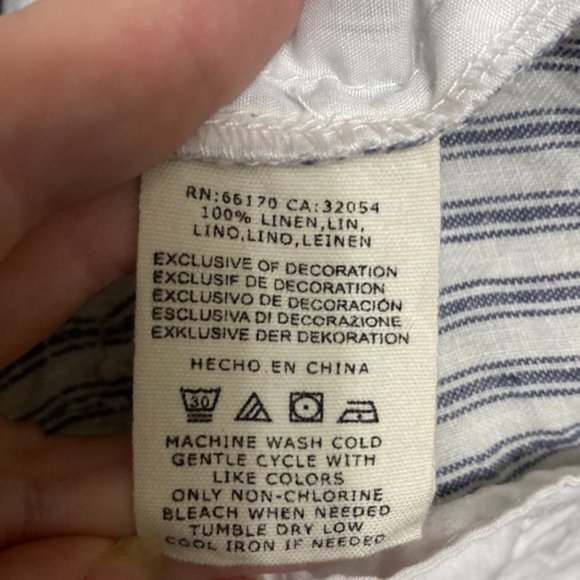 RN:66170 CA:32054
100% LINEN,LIN,
LINO,LINO,LEINEN
EXCLUSIVE OF DECORATION
EXCLUSIF DE DECORATION
EXCLUSIVO DE DECORACIÓN
ESCLUSIVA DI DECORAZIONE
EXKLUSIVE DER DEKORATION
HECHO EN CHINA
30
MACHINE WASH COLD
GENTLE CYCLE WITH
LIKE COLORS
ONLY NON-CHLORINE
BLEACH WHEN NEEDED
TUMBLE DRY LOW
COOL IRON IF NEEDED